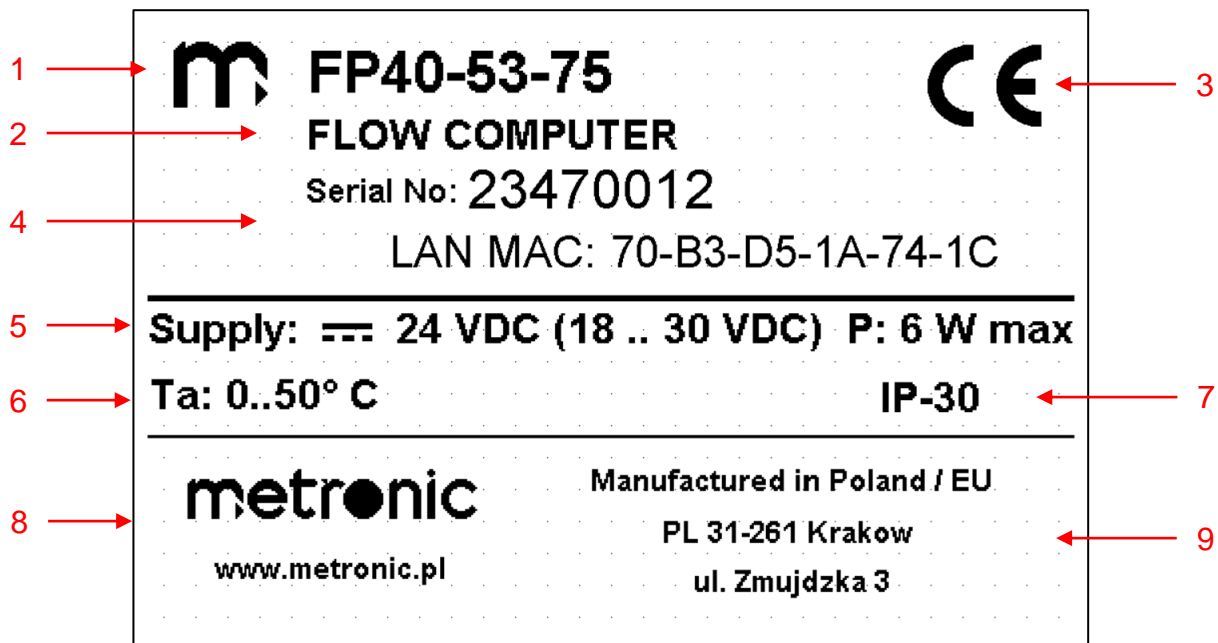 1
m FP40-53-75
CE
3
2
FLOW COMPUTER
Serial No: 23470012
4
LAN MAC: 70-B3-D5-1A-74-1C
5
Supply: ⎓ 24 VDC (18 .. 30 VDC) P: 6 W max
6
Ta: 0..50° C
IP-30
7
8
metronic
www.metronic.pl
Manufactured in Poland / EU
PL 31-261 Krakow
ul. Zmujdzka 3
9